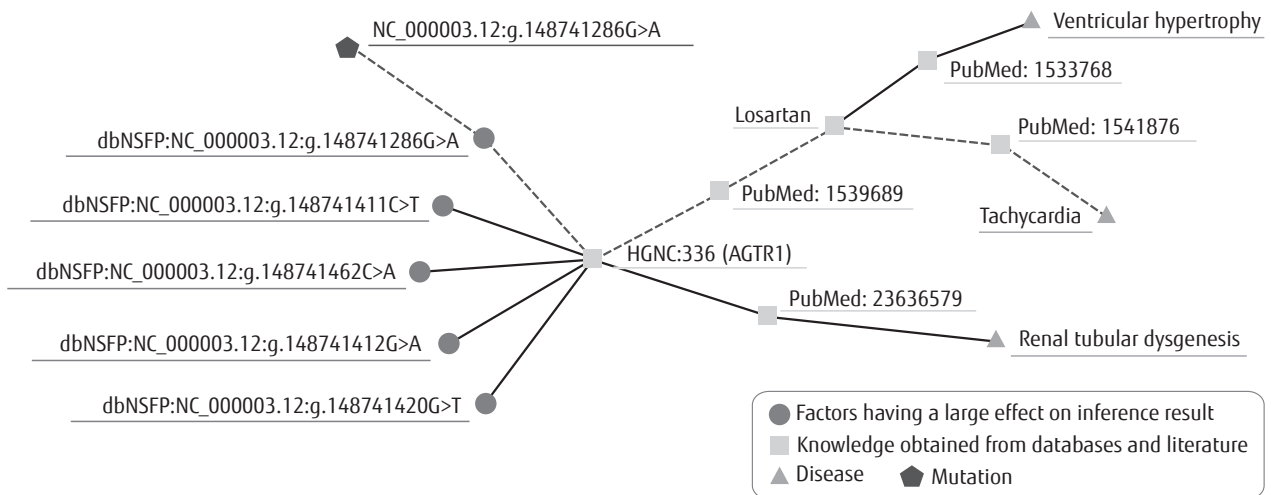 NC_000003.12:g.148741286G>A
Ventricular hypertrophy
PubMed: 1533768
Losartan
PubMed: 1541876
dbNSFP:NC_000003.12:g.148741286G>A
PubMed: 1539689
dbNSFP:NC_000003.12:g.148741411C>T
Tachycardia
HGNC:336 (AGTR1)
dbNSFP:NC_000003.12:g.148741462C>A
PubMed: 23636579
Renal tubular dysgenesis
dbNSFP:NC_000003.12:g.148741412G>A
dbNSFP:NC_000003.12:g.148741420G>T
Factors having a large effect on inference result
Knowledge obtained from databases and literature
Disease Mutation